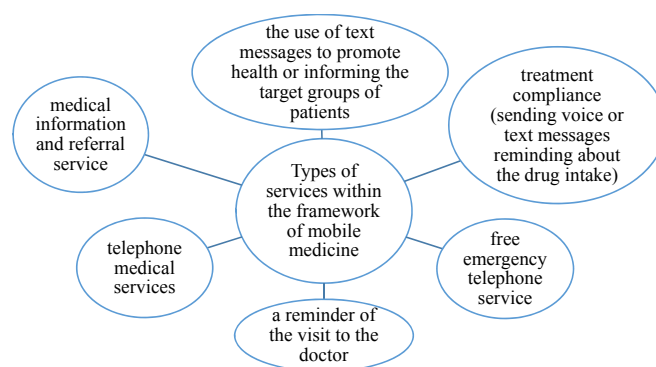 the use of text
messages to promote
health or informing the
target groups of
patients
medical
information
and referral
service
treatment
compliance
(sending voice or
text messages
reminding about
the drug intake)
Types of
services within
the framework
of mobile
medicine
telephone
medical
services
free
emergency
telephone
service
a reminder of
the visit to the
doctor